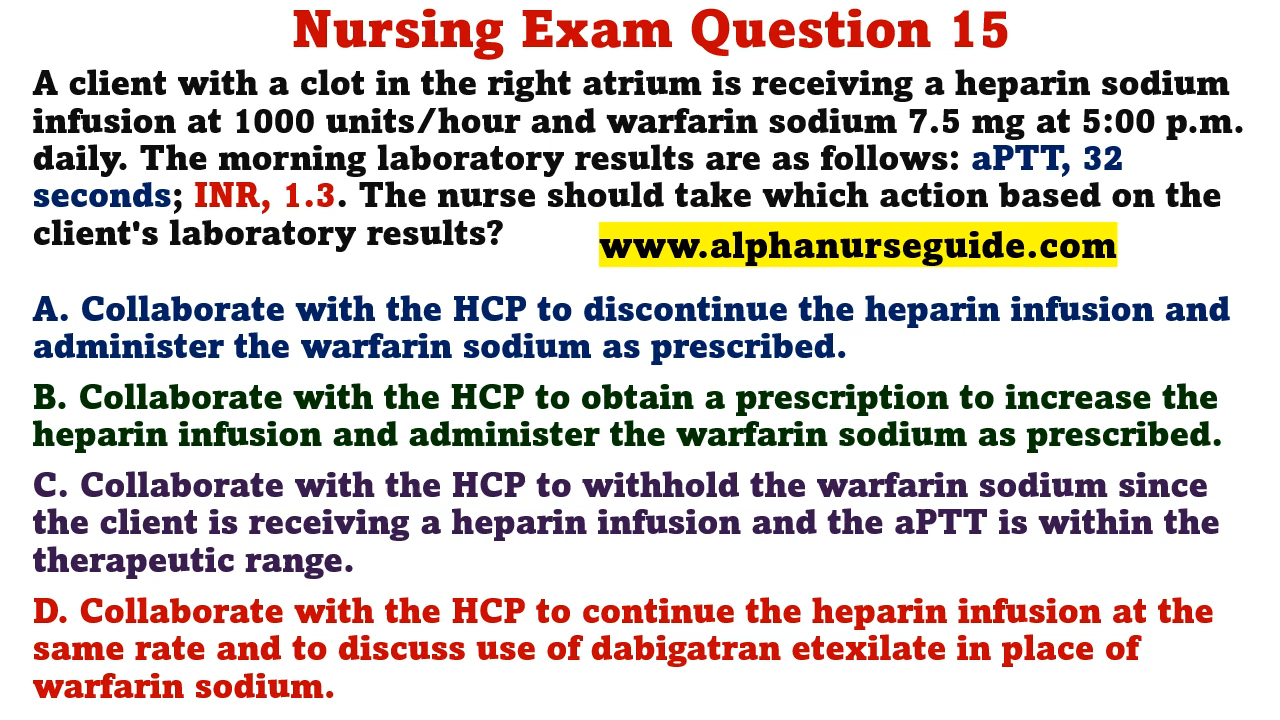 Nursing Exam Question 15
A client with a clot in the right atrium is receiving a heparin sodium
infusion at 1000 units/hour and warfarin sodium 7.5 mg at 5:00 p.m.
daily. The morning laboratory results are as follows: aPTT, 32
seconds; INR, 1.3. The nurse should take which action based on the
client's laboratory results?
www.alphanurseguide.com
A. Collaborate with the HCP to discontinue the heparin infusion and
administer the warfarin sodium as prescribed.
B. Collaborate with the HCP to obtain a prescription to increase the
heparin infusion and administer the warfarin sodium as prescribed.
C. Collaborate with the HCP to withhold the warfarin sodium since
the client is receiving a heparin infusion and the aPTT is within the
therapeutic range.
D. Collaborate with the HCP to continue the heparin infusion at the
same rate and to discuss use of dabigatran etexilate in place of
warfarin sodium.